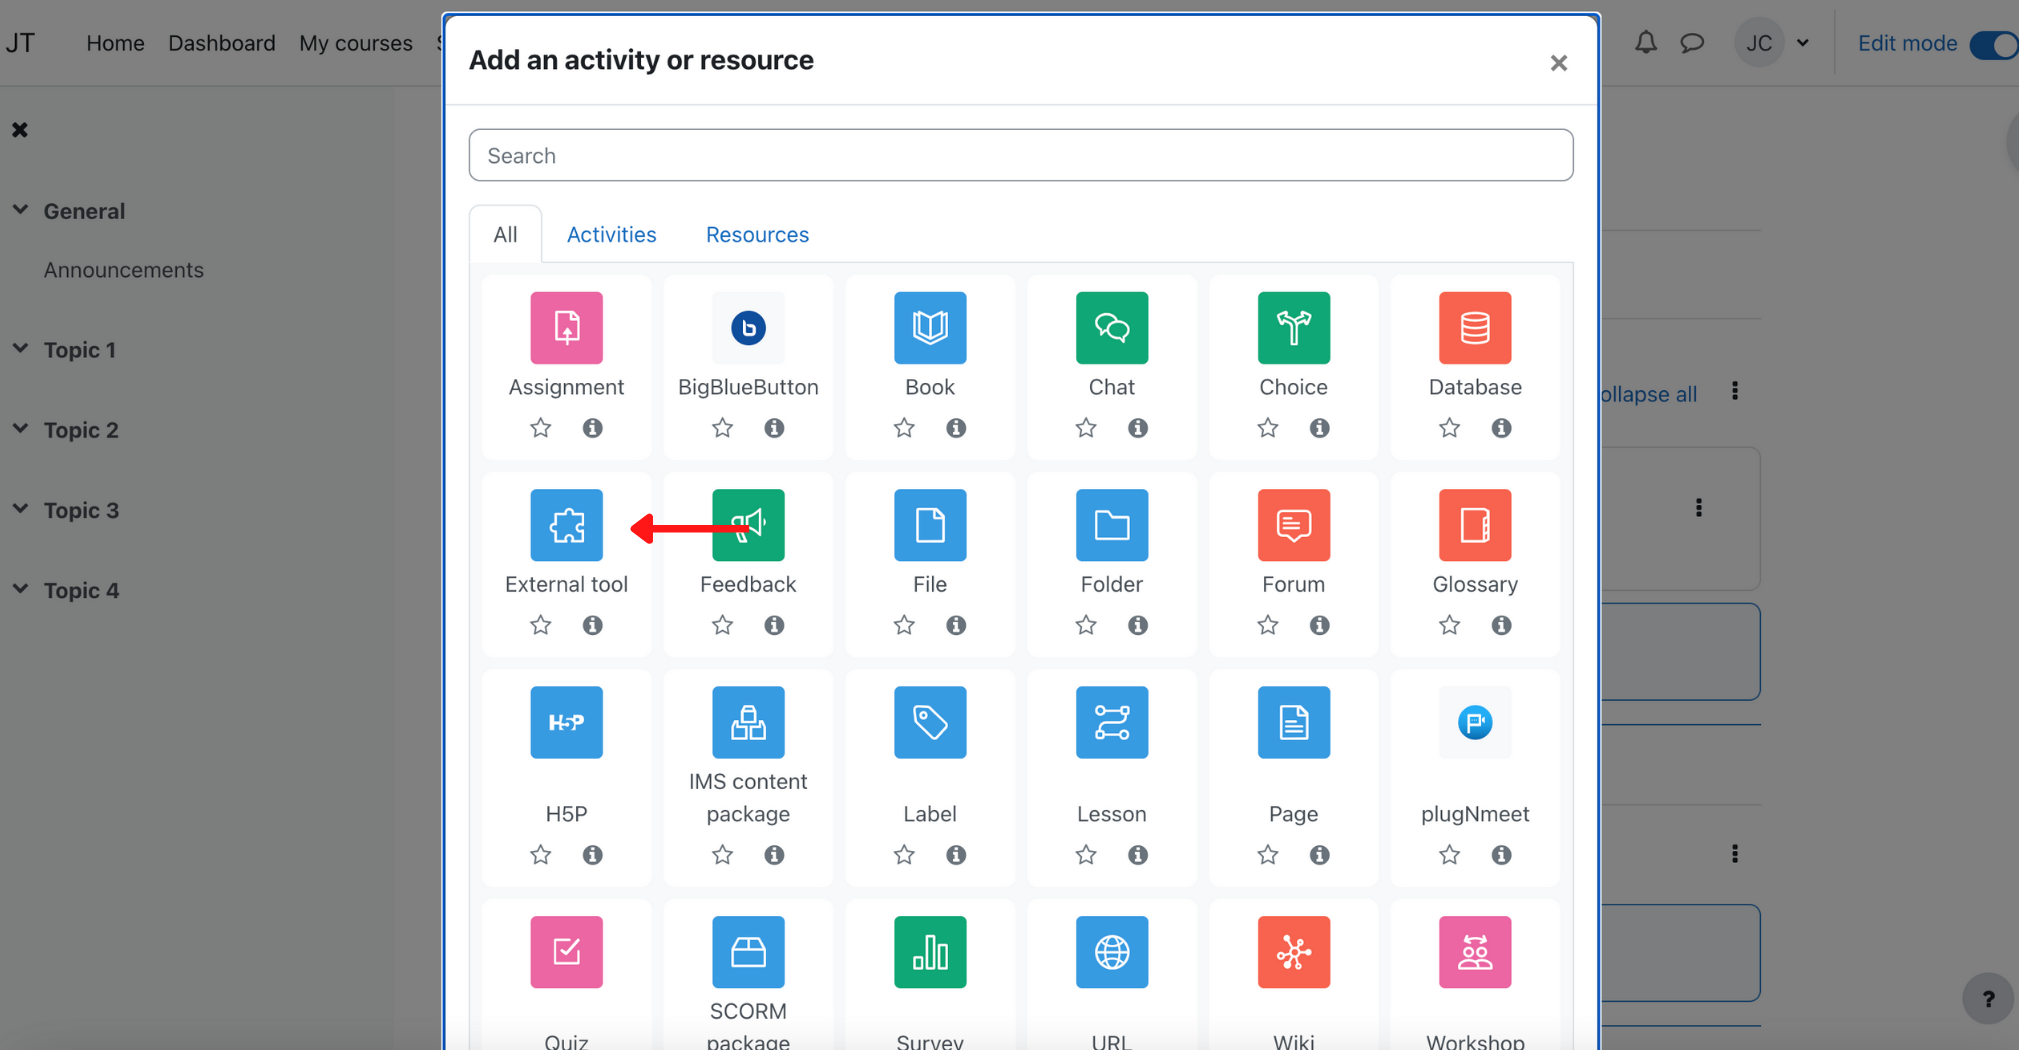 JT
Home Dashboard My courses
JC
Edit mode
Add an activity or resource
Search
All Activities Resources
General
Announcements
Topic 1
Topic 2
Topic 3
Topic 4
ollapse all
Assignment BigBlueButton Book Chat Choice Database
External tool Feedback File Folder Forum Glossary
H5P
IMS content
H5P package Label Lesson Page plugNmeet
SCORM
Quiz package Survey URL Wiki Workshop
?